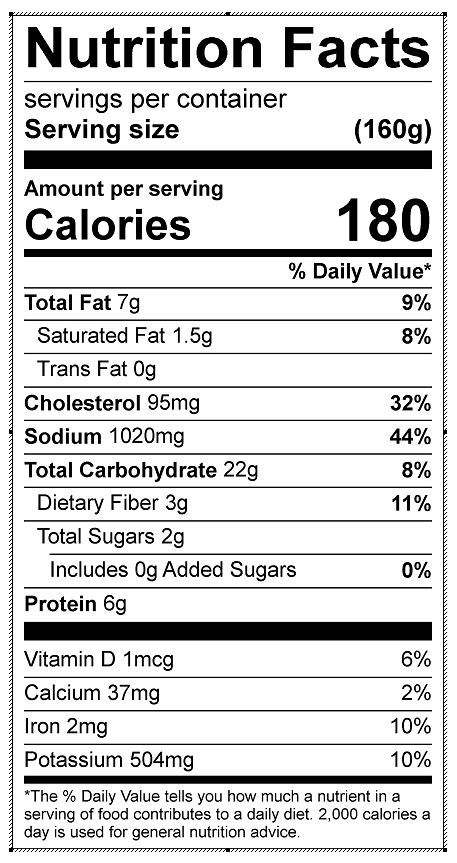 Nutrition Facts
servings per container
Serving size (160g)
Amount per serving
Calories 180
% Daily Value*
Total Fat 7g 9%
Saturated Fat 1.5g 8%
Trans Fat 0g
Cholesterol 95mg 32%
Sodium 1020mg 44%
Total Carbohydrate 22g 8%
Dietary Fiber 3g 11%
Total Sugars 2g
Includes 0g Added Sugars 0%
Protein 6g
Vitamin D 1mcg 6%
Calcium 37mg 2%
Iron 2mg 10%
Potassium 504mg 10%
*The % Daily Value tells you how much a nutrient in a
serving of food contributes to a daily diet. 2,000 calories a
day is used for general nutrition advice.